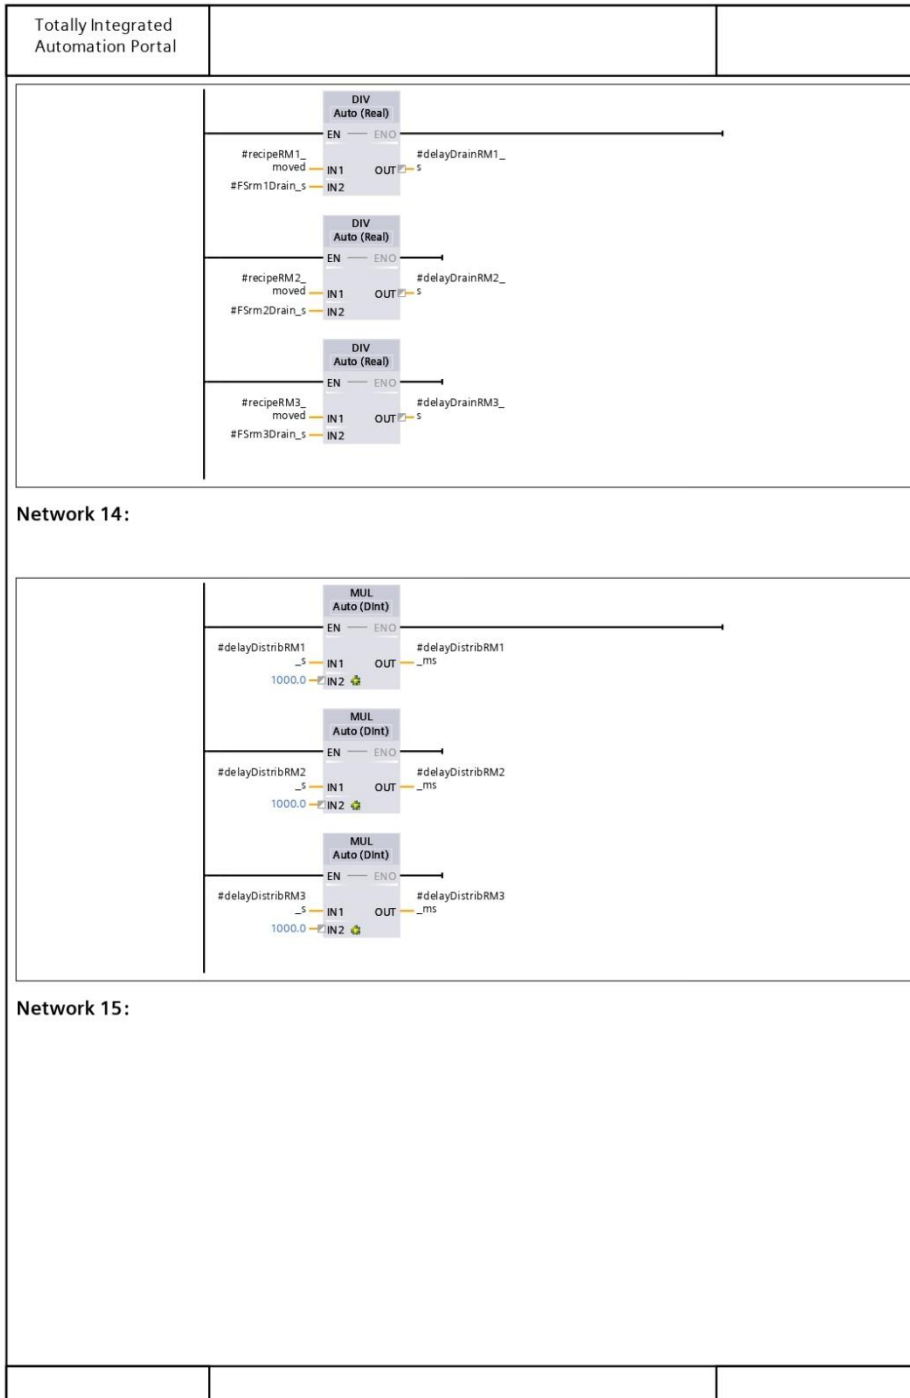 Totally Integrated
Automation Portal
DIV
Auto (Real)
EN ENO
#recipeRM1_
moved IN1 OUT #delayDrainRM1_
s
#FSrm1Drain_s IN2
DIV
Auto (Real)
EN ENO
#recipeRM2_
moved IN1 OUT #delayDrainRM2_
s
#FSrm2Drain_s IN2
DIV
Auto (Real)
EN ENO
#recipeRM3_
moved IN1 OUT #delayDrainRM3_
s
#FSrm3Drain_s IN2
Network 14:
MUL
Auto (DInt)
EN ENO
#delayDistribRM1
_s IN1 OUT #delayDistribRM1
_ms
1000.0 IN2
MUL
Auto (DInt)
EN ENO
#delayDistribRM2
_s IN1 OUT #delayDistribRM2
_ms
1000.0 IN2
MUL
Auto (DInt)
EN ENO
#delayDistribRM3
_s IN1 OUT #delayDistribRM3
_ms
1000.0 IN2
Network 15: